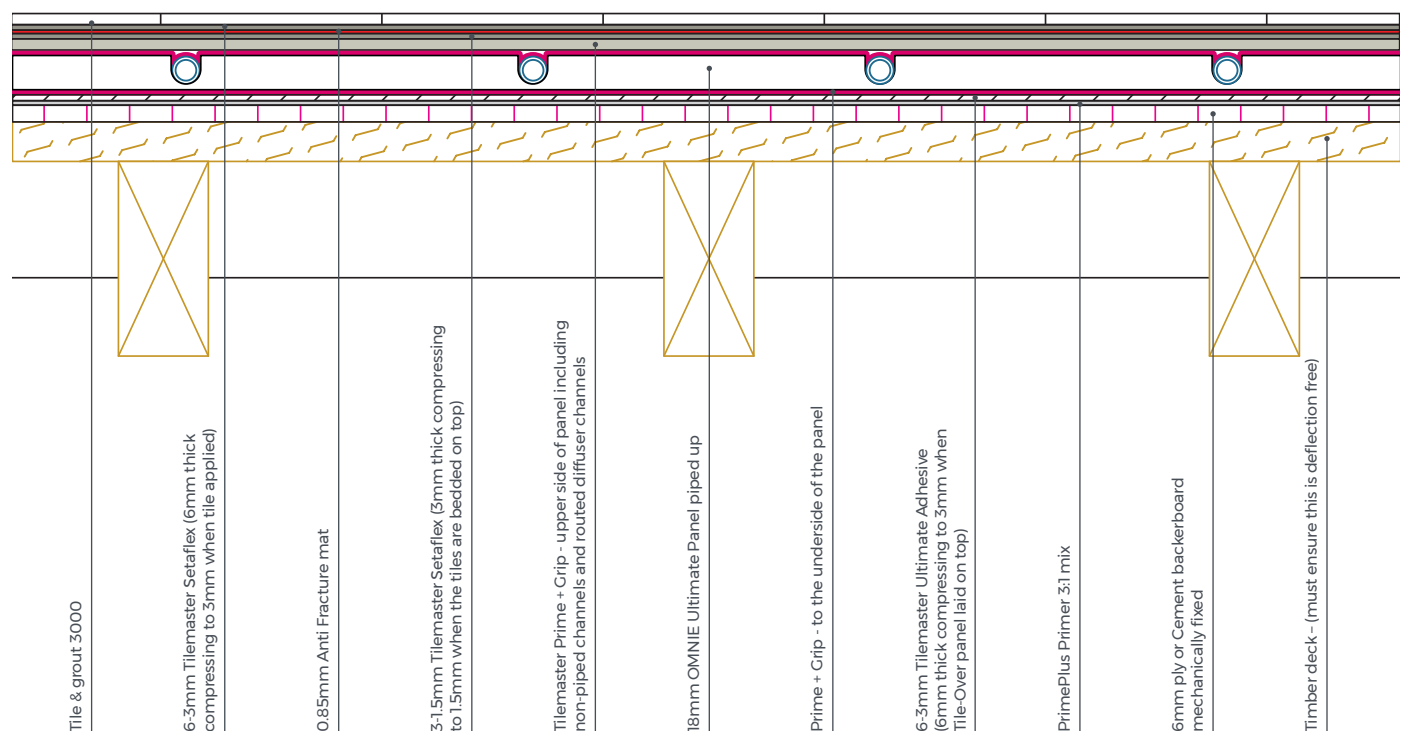 Tile & grout 3000
6-3mm Tilemaster Setaflex (6mm thick
compressing to 3mm when tile applied)
0.85mm Anti Fracture mat
3-1.5mm Tilemaster Setaflex (3mm thick compressing
to 1.5mm when the tiles are bedded on top)
Tilemaster Prime + Grip - upper side of panel including
non-piped channels and routed diffuser channels
18mm OMNIE Ultimate Panel piped up
Prime + Grip - to the underside of the panel
6-3mm Tilemaster Ultimate Adhesive
(6mm thick compressing to 3mm when
Tile-Over panel laid on top)
PrimePlus Primer 3:1 mix
6mm ply or Cement backerboard
mechanically fixed
Timber deck – (must ensure this is deflection free)